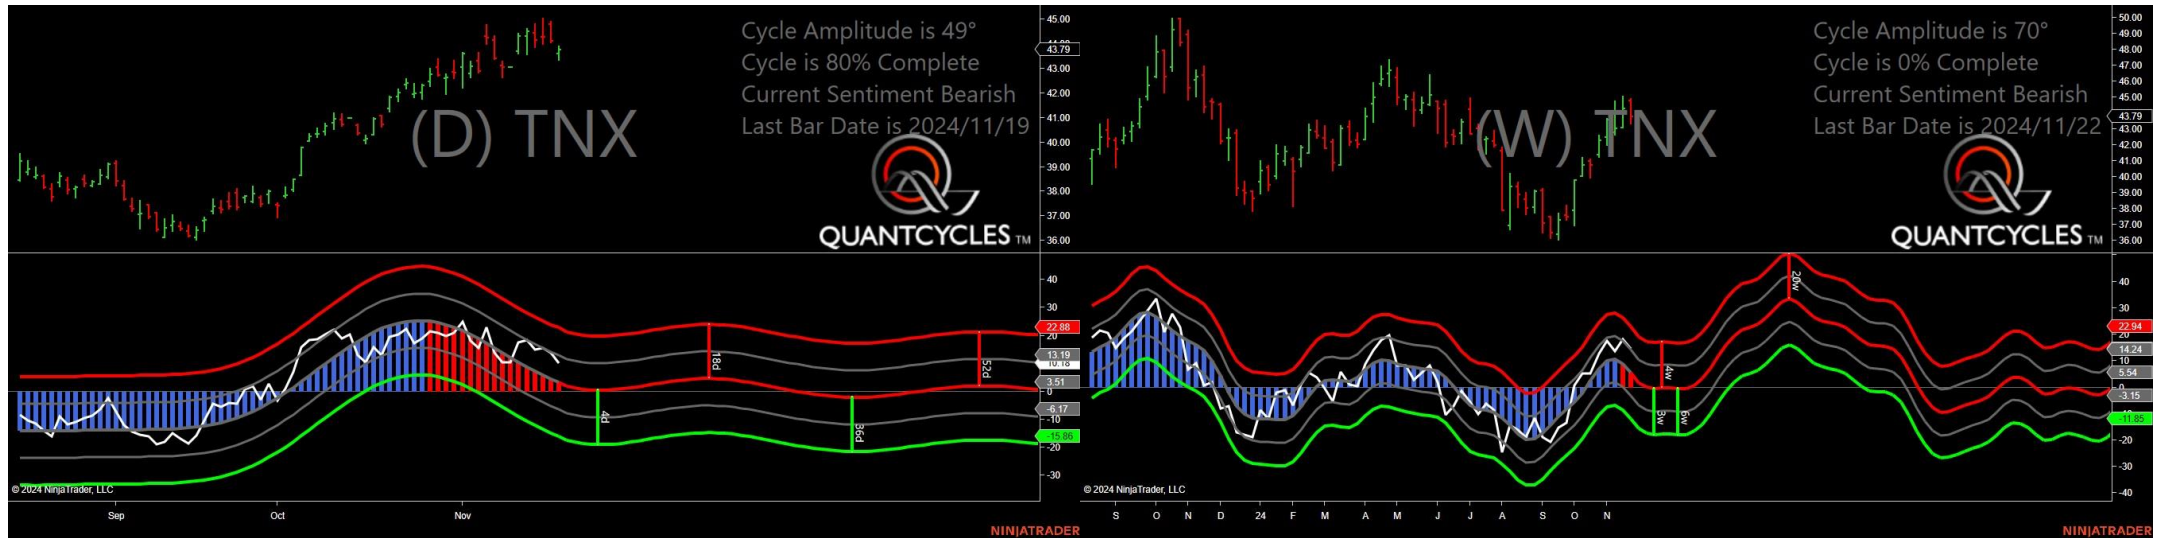 Cycle Amplitude is 49°
Cycle is 80% Complete
Current Sentiment Bearish
Last Bar Date is 2024/11/19
(D) TNX
QUANTCYCLES TM
45.00
43.79
43.00
42.00
41.00
40.00
39.00
38.00
37.00
36.00
40
30
22.88
20
13.19
10.18
3.51
0
-6.17
-10
-15.86
-20
-30
18d
52d
4d
36d
© 2024 NinjaTrader, LLC
Sep Oct Nov
NINJATRADER
Cycle Amplitude is 70°
Cycle is 0% Complete
Current Sentiment Bearish
Last Bar Date is 2024/11/22
(W) TNX
QUANTCYCLES TM
50.00
49.00
48.00
47.00
46.00
45.00
43.79
43.00
42.00
41.00
40.00
39.00
38.00
37.00
36.00
40
30
22.94
20
14.24
5.54
0
-3.15
-11.85
-20
-30
-40
20w
4w
3w
6w
© 2024 NinjaTrader, LLC
S O N D 24 F M A M J J A S O N
NINJATRADER